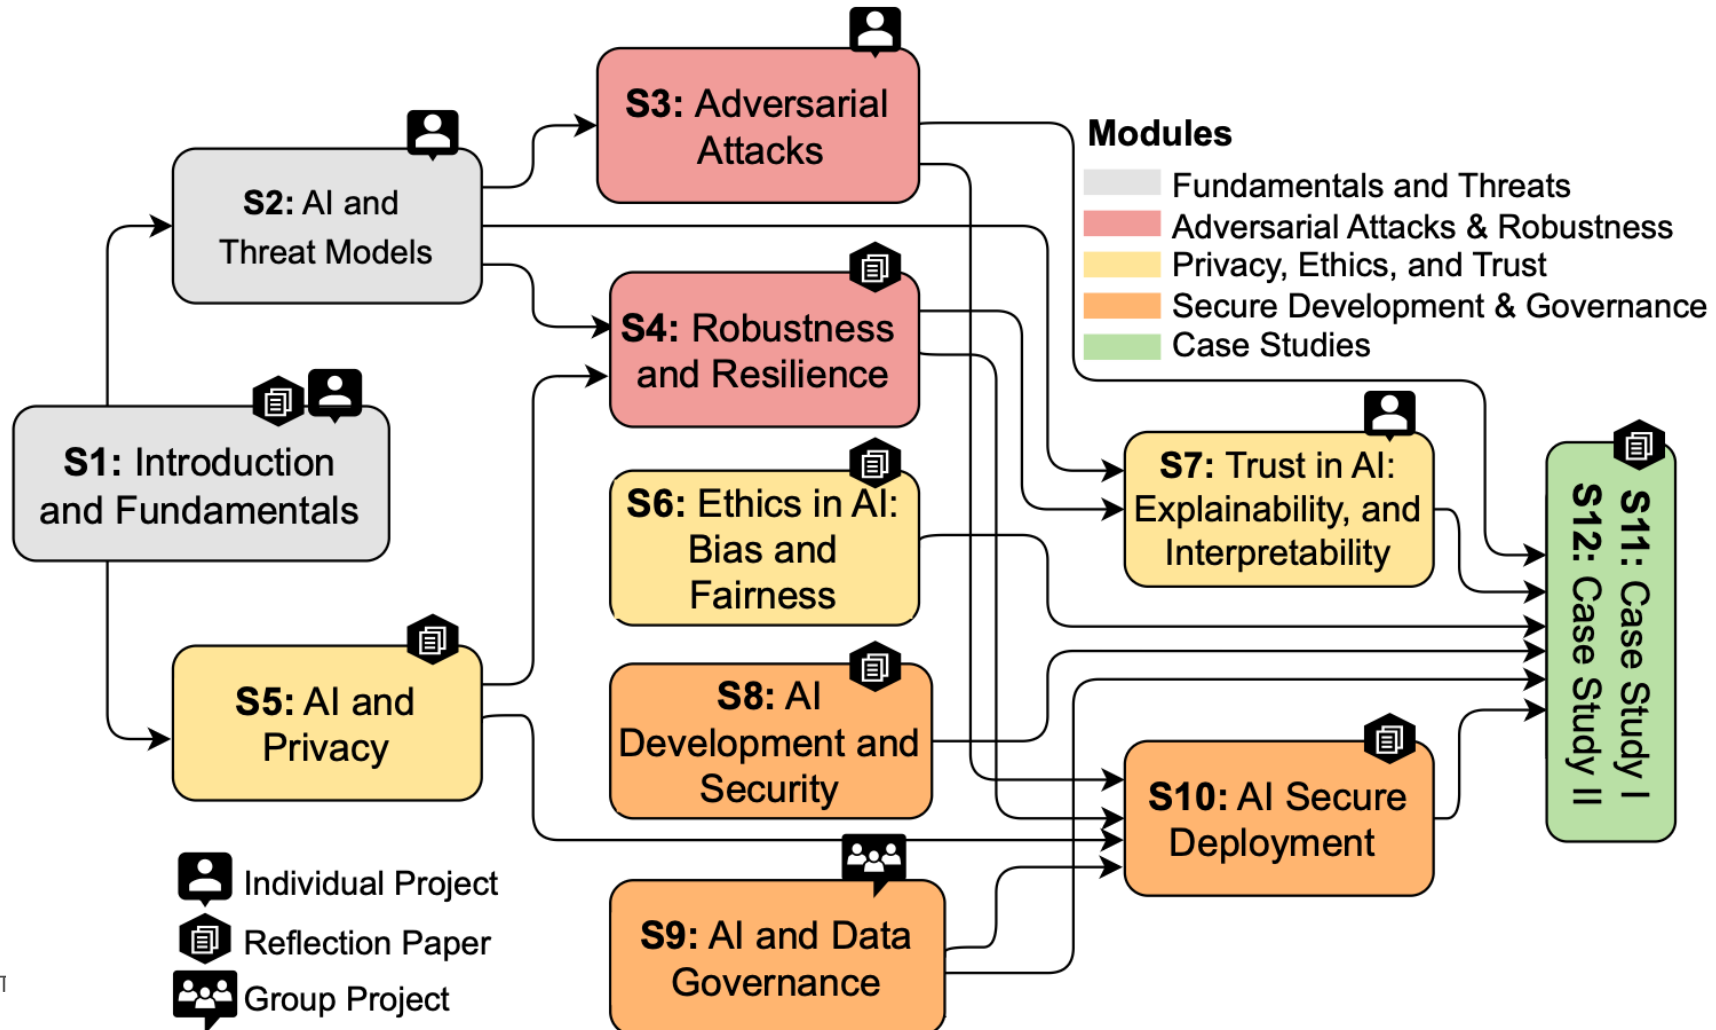 S3: Adversarial
Attacks
S2: AI and
Threat Models
Modules
Fundamentals and Threats
Adversarial Attacks & Robustness
Privacy, Ethics, and Trust
Secure Development & Governance
Case Studies
S4: Robustness
and Resilience
S1: Introduction
and Fundamentals
S6: Ethics in AI:
Bias and
Fairness
S7: Trust in AI:
Explainability, and
Interpretability
S11: Case Study I
S12: Case Study II
S5: AI and
Privacy
S8: AI
Development and
Security
S10: AI Secure
Deployment
S9: AI and Data
Governance
Individual Project
Reflection Paper
Group Project